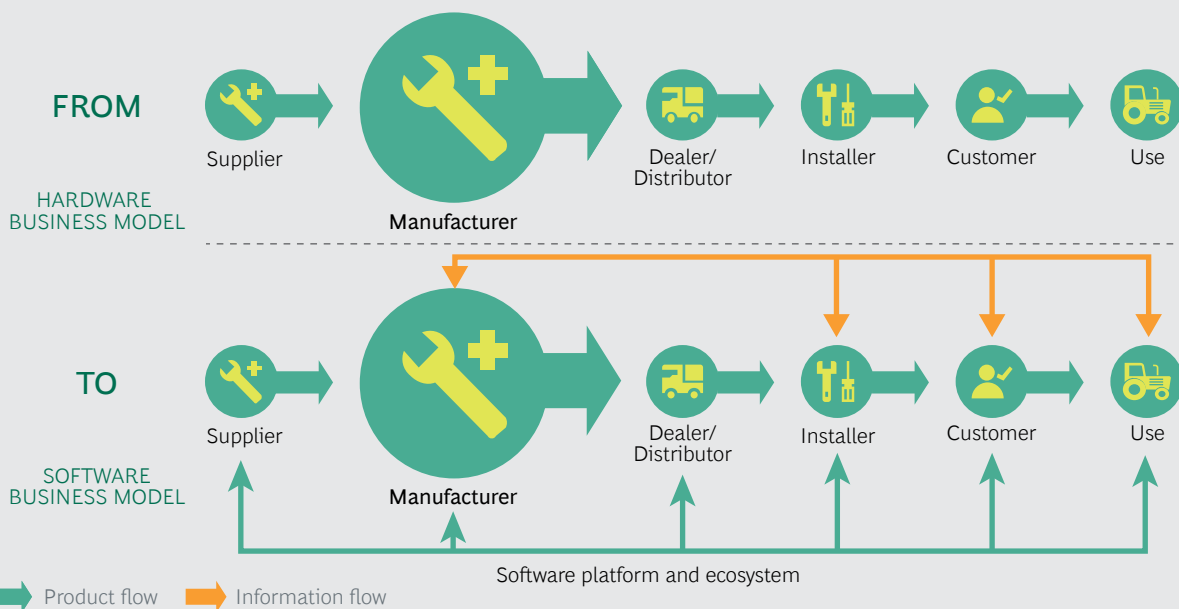 FROM
HARDWARE
BUSINESS MODEL
Supplier
Manufacturer
Dealer/
Distributor
Installer
Customer
Use
TO
SOFTWARE
BUSINESS MODEL
Supplier
Manufacturer
Dealer/
Distributor
Installer
Customer
Use
Software platform and ecosystem
Product flow
Information flow